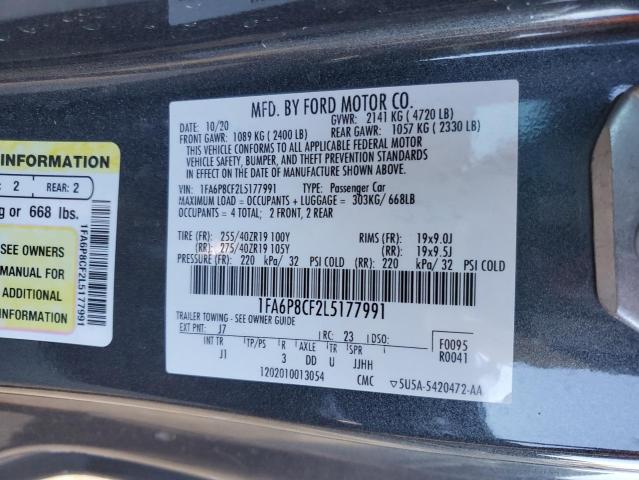 INFORMATION
: 2 REAR: 2
g or 668 lbs.
SEE OWNERS
MANUAL FOR
ADDITIONAL
INFORMATION
1FA6P8CF2L5177991
MFD. BY FORD MOTOR CO.
DATE: 10/20 GVWR: 2141 KG ( 4720 LB)
FRONT GAWR: 1089 KG ( 2400 LB) REAR GAWR: 1057 KG ( 2330 LB)
THIS VEHICLE CONFORMS TO ALL APPLICABLE FEDERAL MOTOR
VEHICLE SAFETY, BUMPER, AND THEFT PREVENTION STANDARDS
IN EFFECT ON THE DATE OF MANUFACTURE SHOWN ABOVE.
VIN: 1FA6P8CF2L5177991 TYPE: Passenger Car
MAXIMUM LOAD = OCCUPANTS + LUGGAGE = 303KG/ 668LB
OCCUPANTS = 4 TOTAL; 2 FRONT, 2 REAR
TIRE (FR): 255/40ZR19 100Y RIMS (FR): 19x9.0J
(RR): 275/40ZR19 105Y (RR): 19x9.5J
PRESSURE (FR): 220 kPa/ 32 PSI COLD (RR): 220 kPa/ 32 PSI COLD
1FA6P8CF2L5177991
TRAILER TOWING - SEE OWNER GUIDE
EXT PNT: J7 RC: 23 DSO: F0095
INT TR TP/PS R AXLE TR SPR R0041
J1 3 DD U JJHH
1202010013054 CMC ▽5U5A-5420472-AA